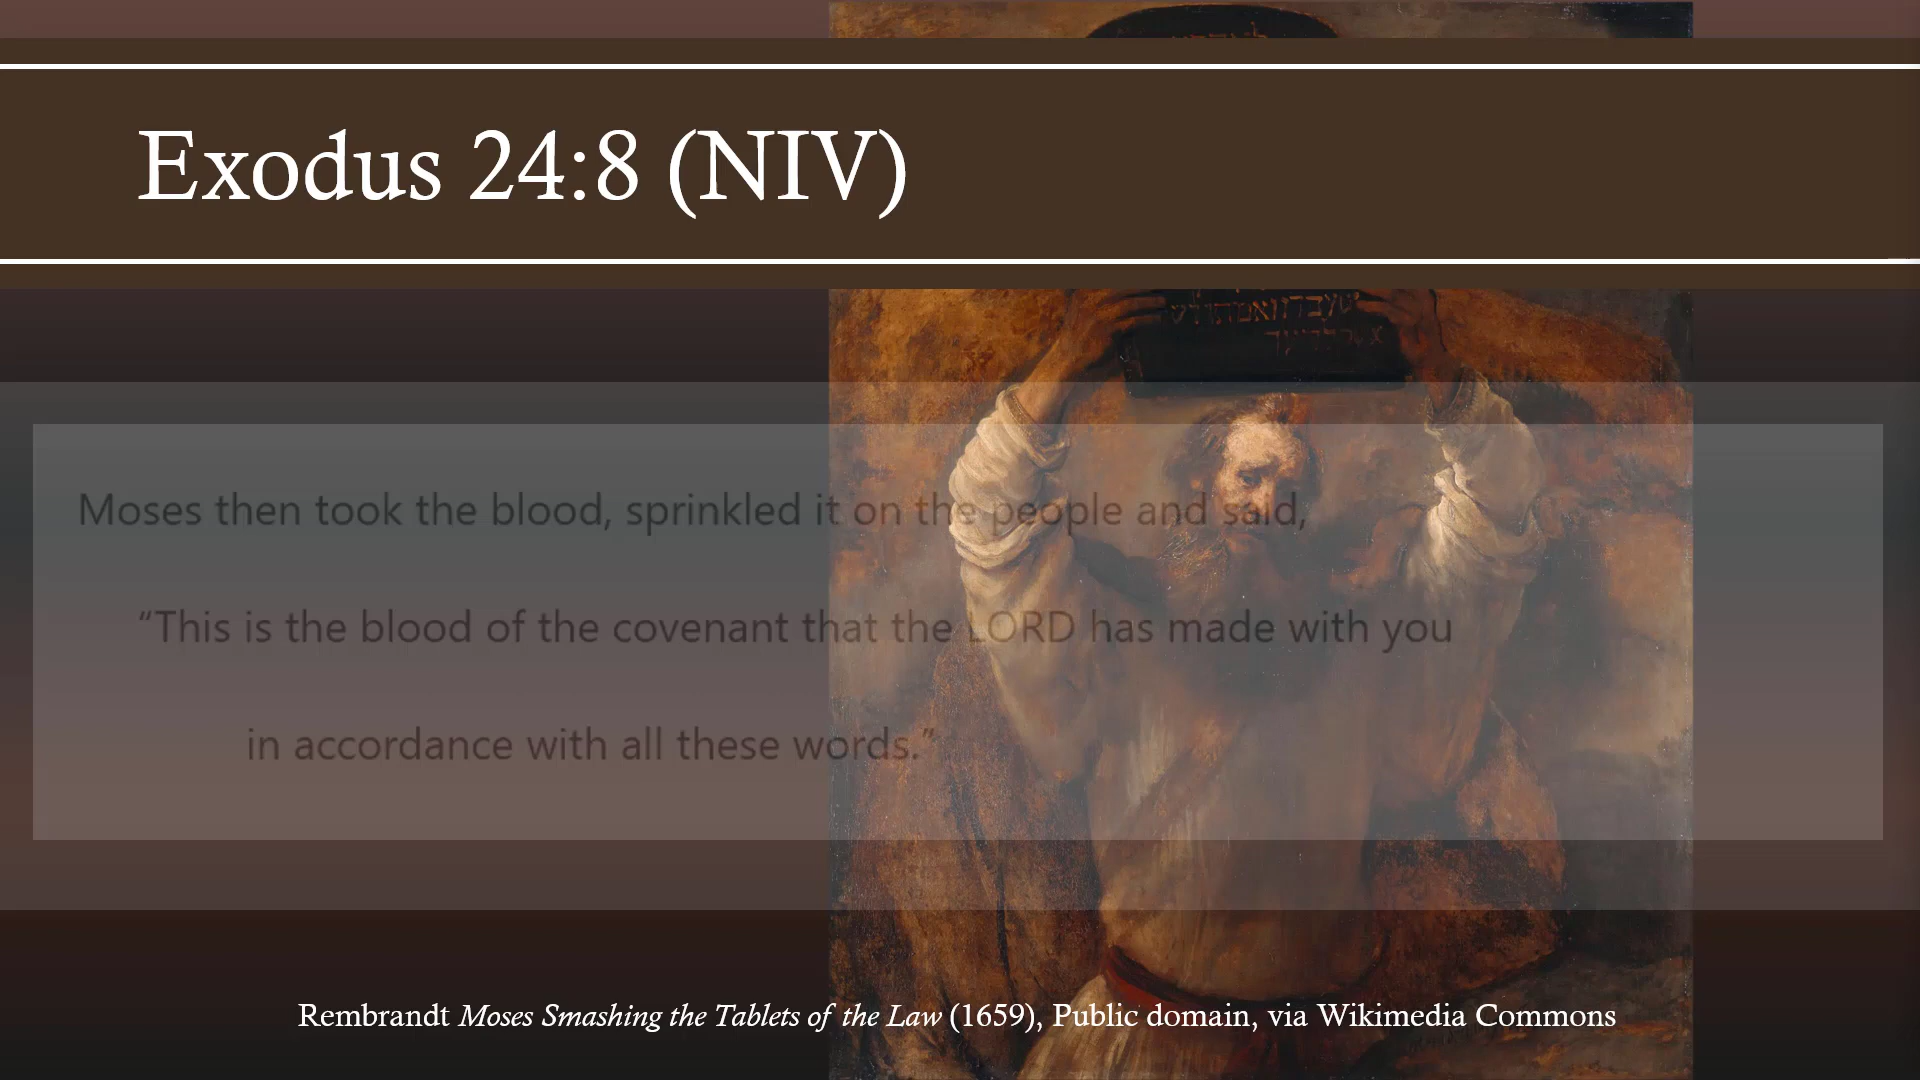 Exodus 24:8 (NIV)
Moses then took the blood, sprinkled it on the people and said,
“This is the blood of the covenant that the LORD has made with you
in accordance with all these words.”
Rembrandt Moses Smashing the Tablets of the Law (1659), Public domain, via Wikimedia Commons